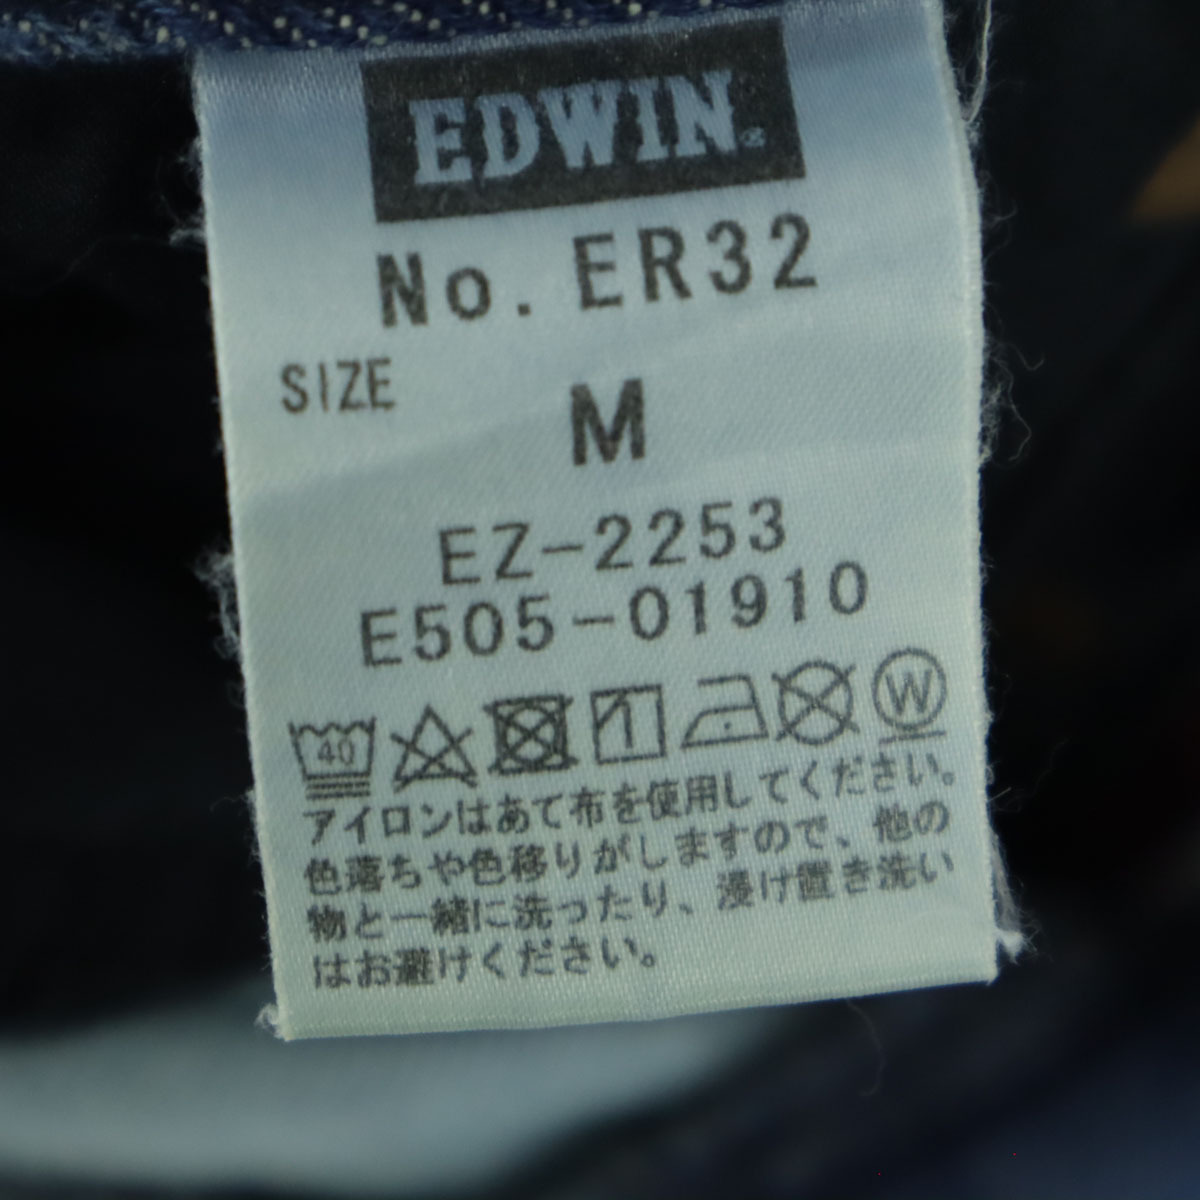 EDWIN®
No. ER32
SIZE M
EZ-2253
E505-01910
40 W
アイロンはあて布を使用してください。
色落ちや色移りがしますので、他の
物と一緒に洗ったり、浸け置き洗い
はお避けください。